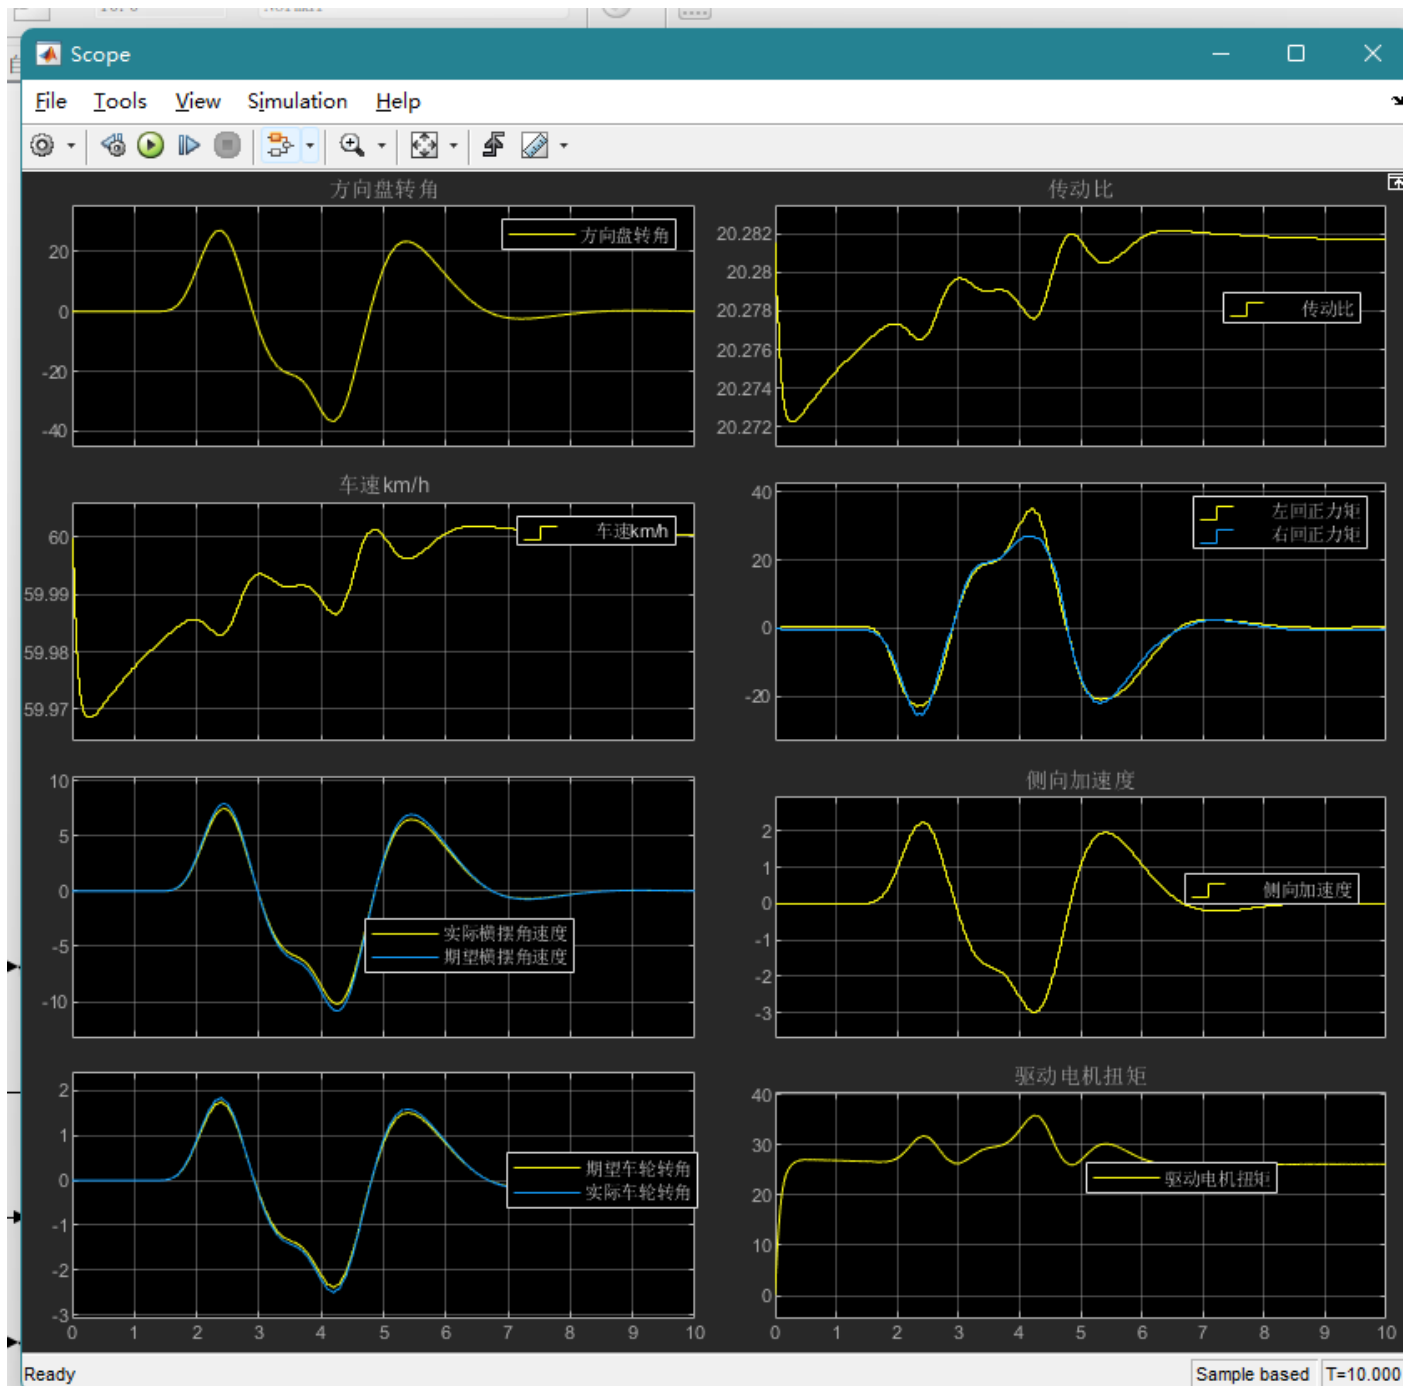 Scope
File Tools View Simulation Help
方向盘转角
方向盘转角
20
0
-20
-40
传动比
传动比
20.282
20.28
20.278
20.276
20.274
20.272
车速km/h
车速km/h
60
59.99
59.98
59.97
左回正力矩
右回正力矩
40
20
0
-20
10
5
0
-5
-10
实际横摆角速度
期望横摆角速度
侧向加速度
侧向加速度
2
1
0
-1
-2
-3
2
1
0
-1
-2
-3
期望车轮转角
实际车轮转角
0 1 2 3 4 5 6 7 8 9 10
驱动电机扭矩
驱动电机扭矩
40
30
20
10
0
0 1 2 3 4 5 6 7 8 9 10
Ready
Sample based T=10.000